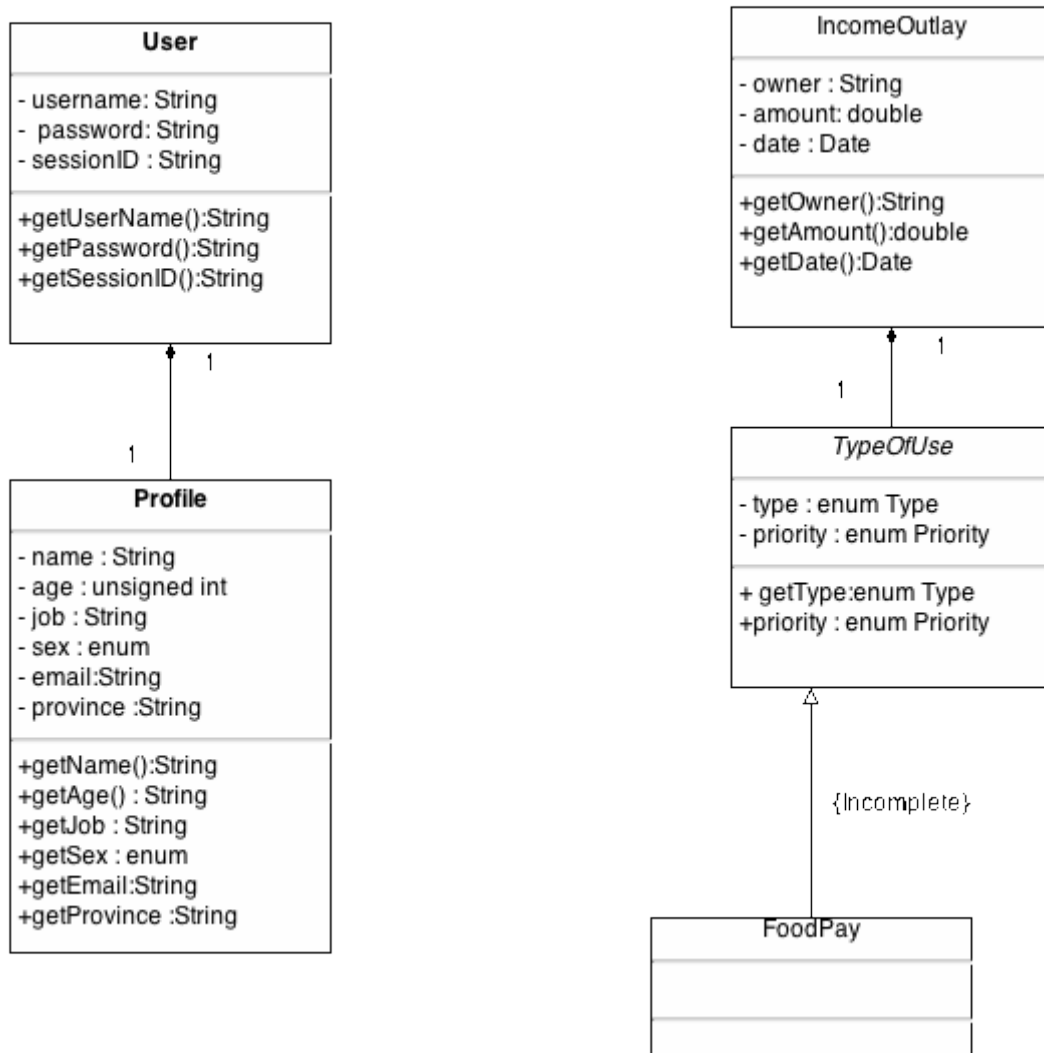 User
- username: String
- password: String
- sessionID : String
+getUserName():String
+getPassword():String
+getSessionID():String
1
1
Profile
- name : String
- age : unsigned int
- job : String
- sex : enum
- email:String
- province :String
+getName():String
+getAge() : String
+getJob : String
+getSex : enum
+getEmail:String
+getProvince :String
IncomeOutlay
- owner : String
- amount: double
- date : Date
+getOwner():String
+getAmount():double
+getDate():Date
1
1
TypeOfUse
- type : enum Type
- priority : enum Priority
+ getType:enum Type
+priority : enum Priority
{Incomplete}
FoodPay